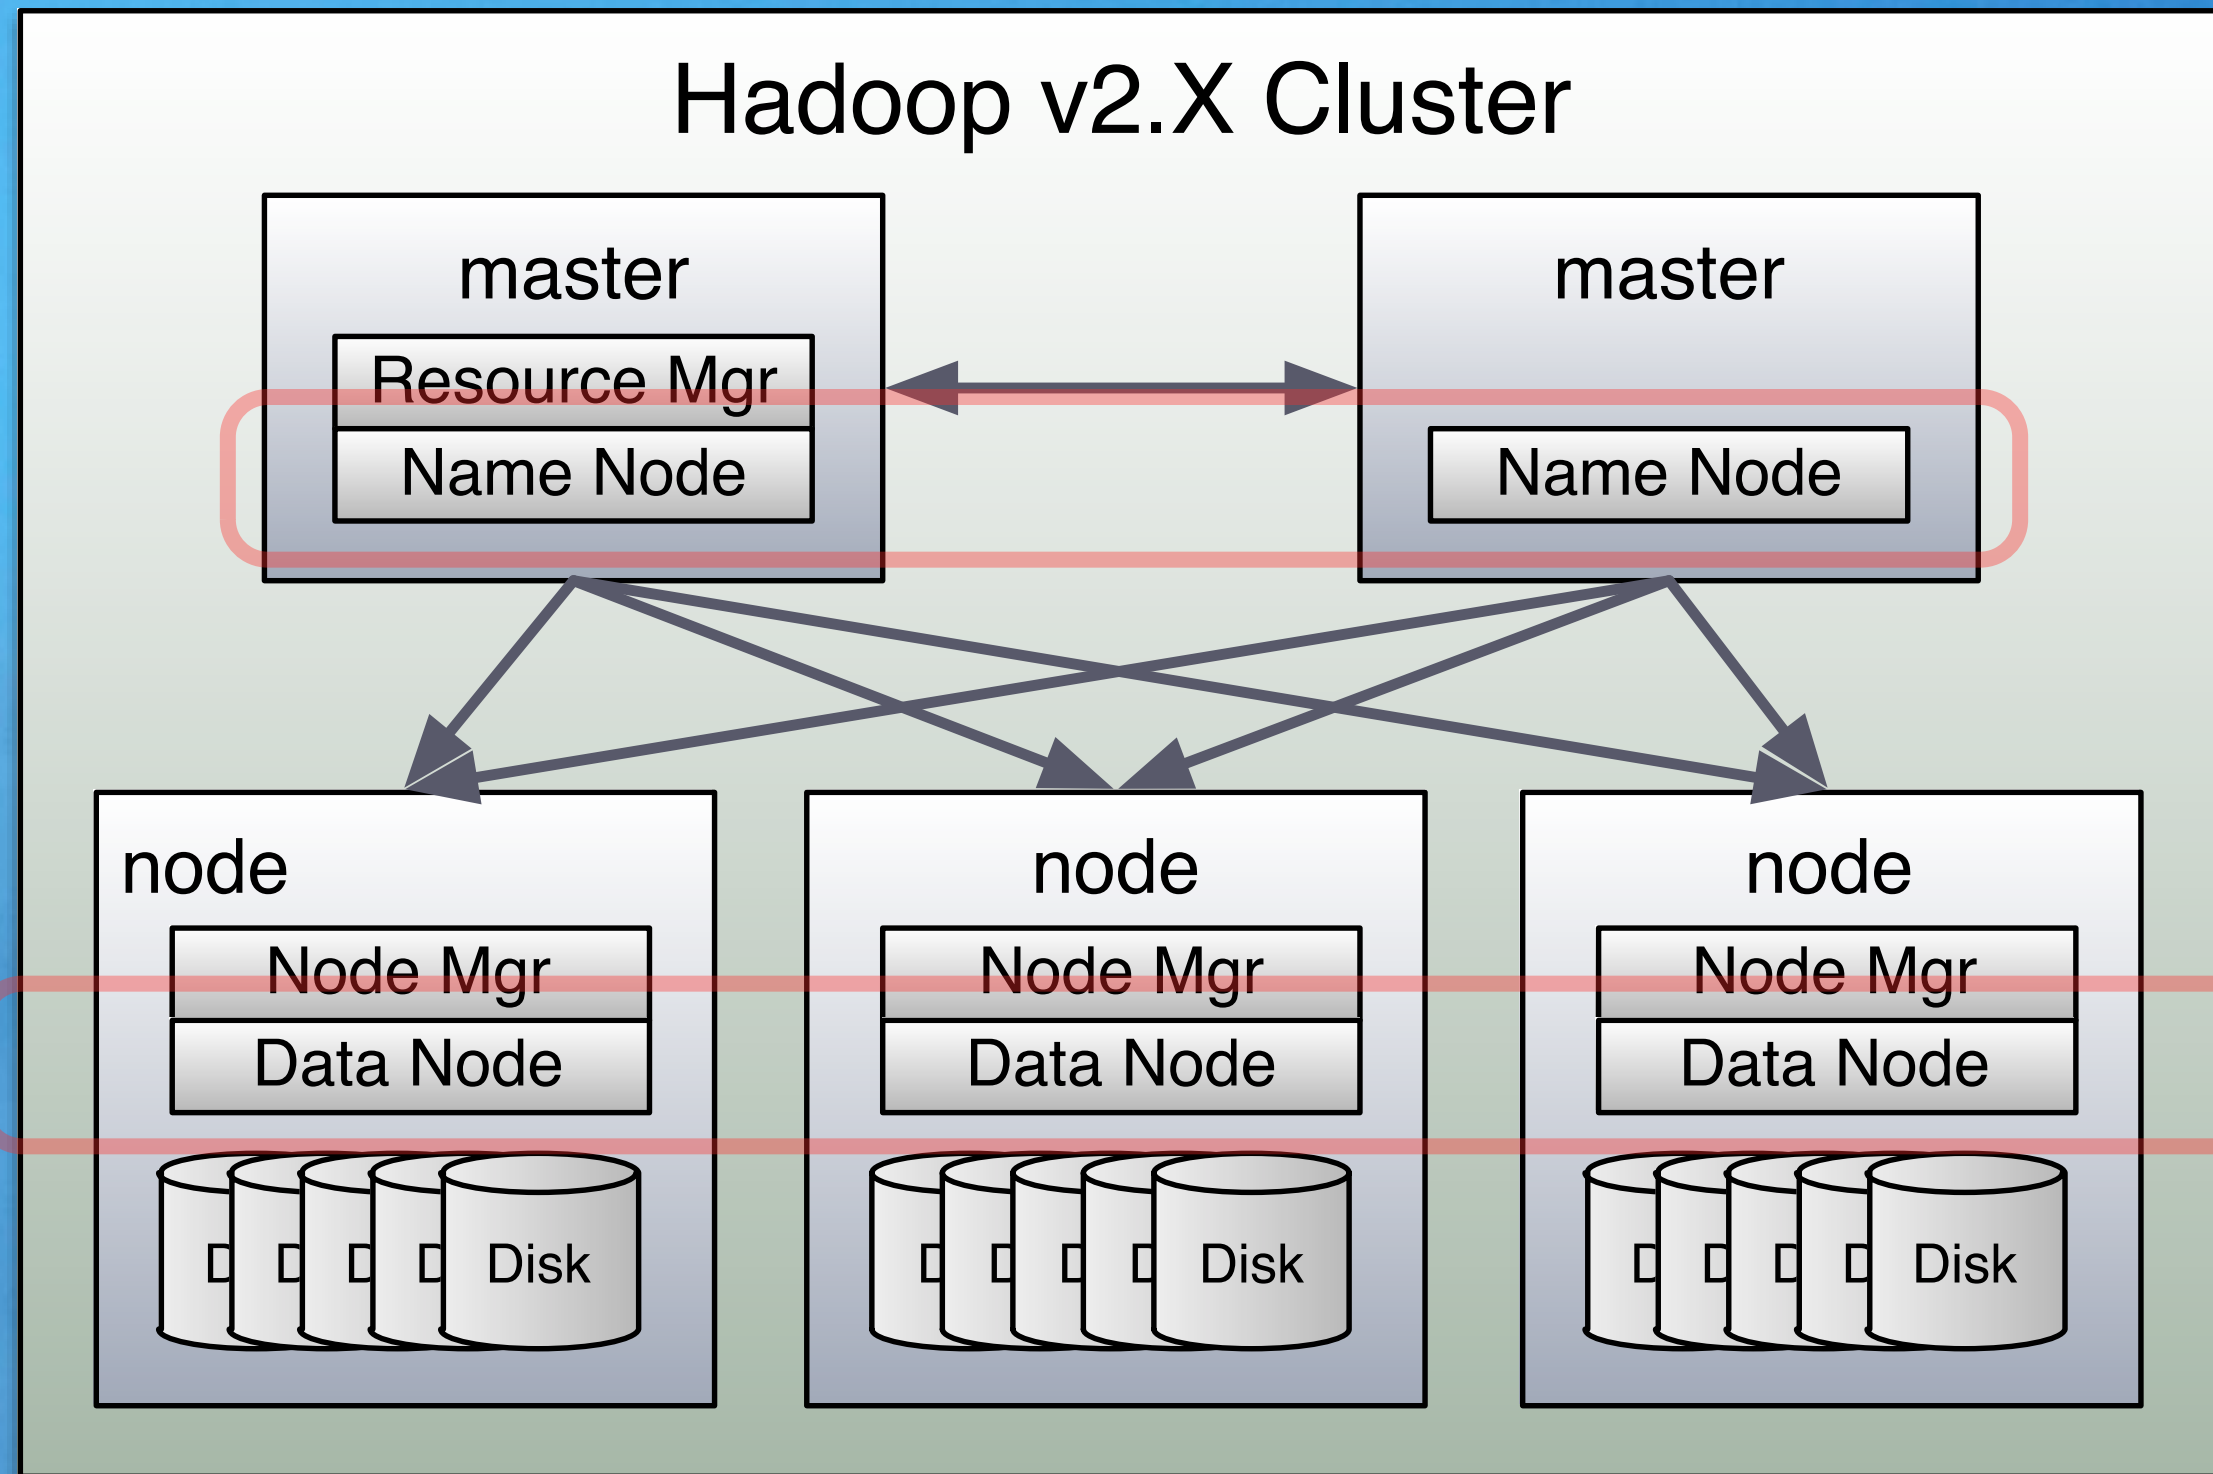 Hadoop v2.X Cluster
master
Resource Mgr
Name Node
master
Name Node
node
Node Mgr
Data Node
D D D D Disk
node
Node Mgr
Data Node
D D D D Disk
node
Node Mgr
Data Node
D D D D Disk